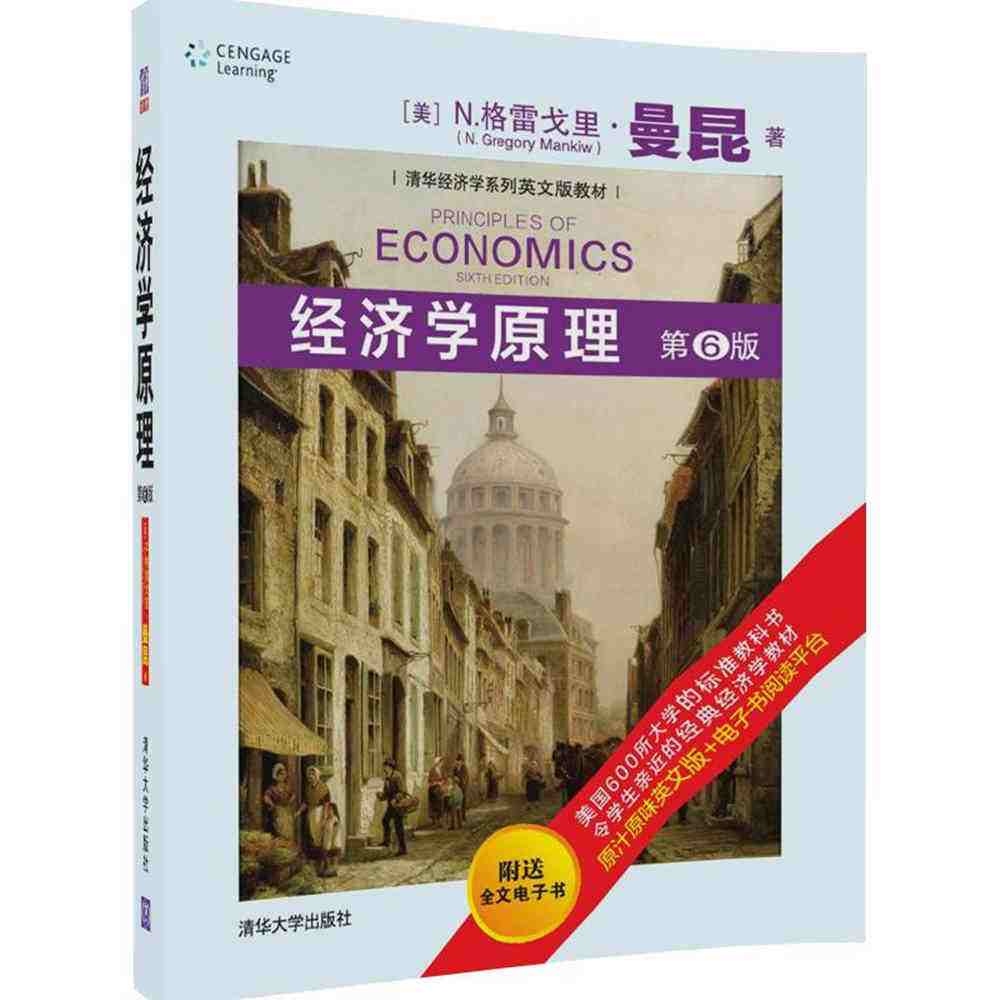 CENGAGE
Learning
[美] N.格雷戈里·曼昆 著
(N. Gregory Mankiw)
清华经济学系列英文版教材
PRINCIPLES OF
ECONOMICS
SIXTH EDITION
经济学原理 第6版
美国600所大学的标准教科书
令学生亲近的经典经济学教材
原汁原味英文版+电子书阅读平台
附送
全文电子书
清华大学出版社
经济学原理
第6版
清华大学出版社